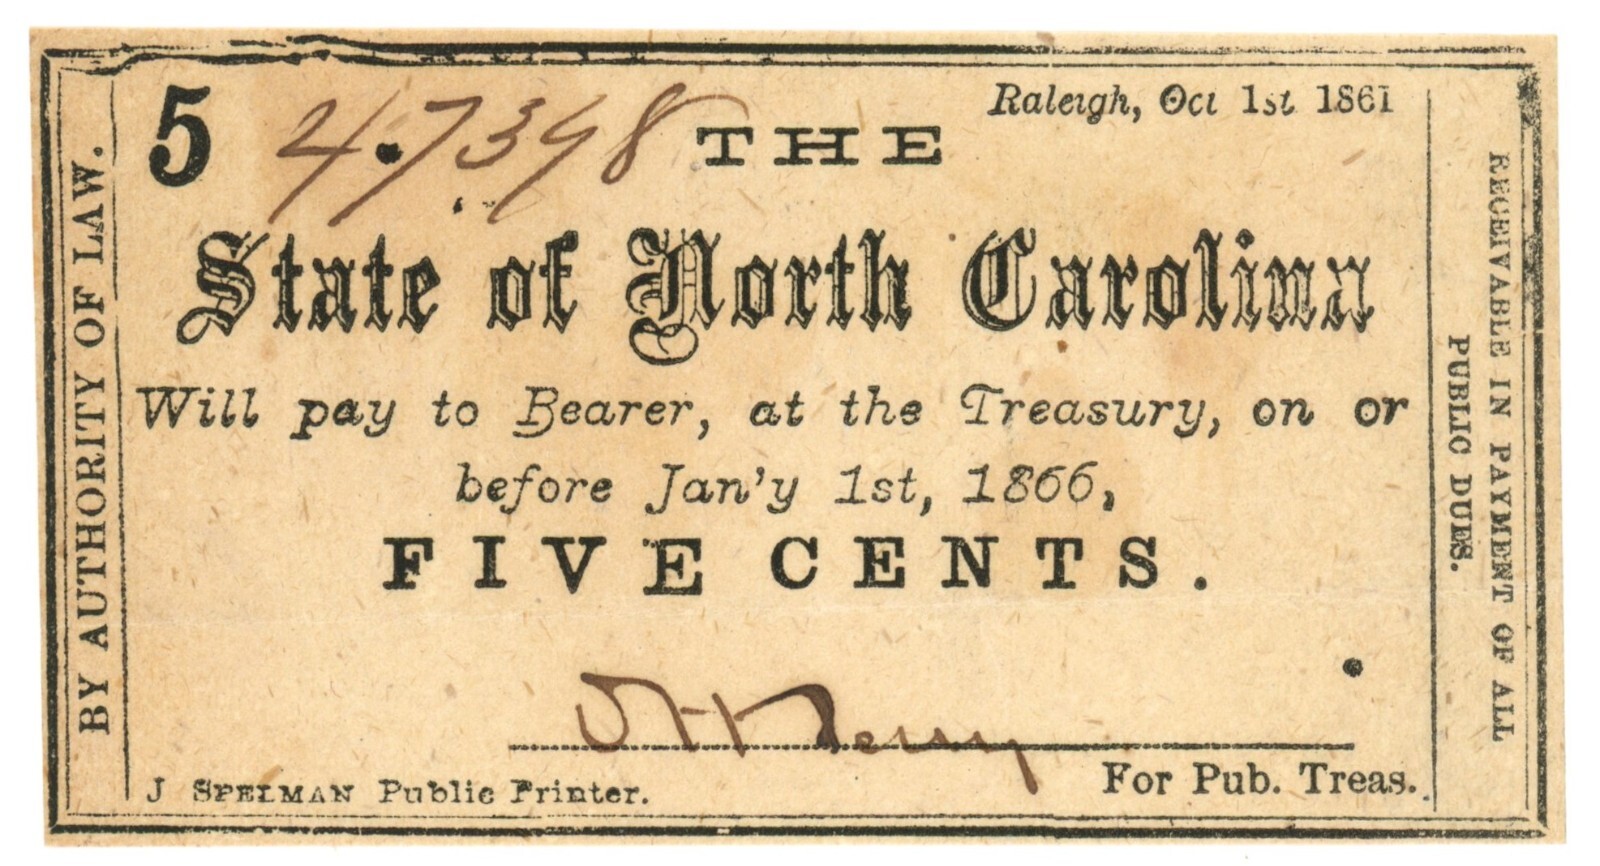 BY AUTHORITY OF LAW.
5
Raleigh, Oct 1st 1861
THE
State of North Carolina
Will pay to Bearer, at the Treasury, on or
before Jan'y 1st, 1866,
FIVE CENTS.
For Pub. Treas.
J SPELMAN Public Printer.
RECEIVABLE IN PAYMENT OF ALL
PUBLIC DUES.